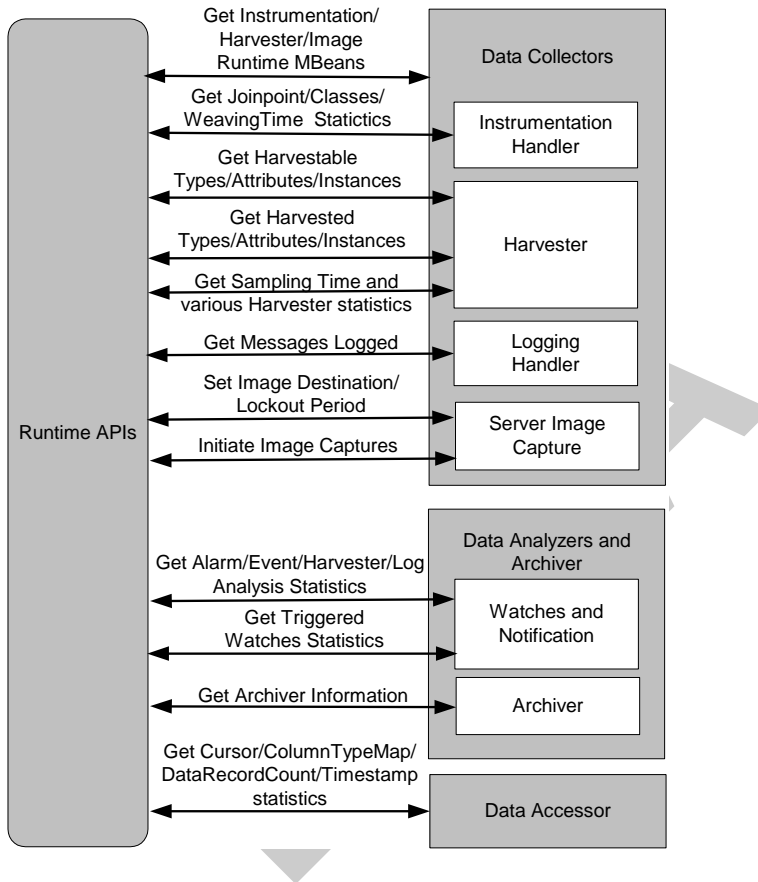 Get Instrumentation/
Harvester/Image
Runtime MBeans
Data Collectors
Get Joinpoint/Classes/
WeavingTime Statictics
Instrumentation
Handler
Get Harvestable
Types/Attributes/Instances
Get Harvested
Types/Attributes/Instances
Harvester
Get Sampling Time and
various Harvester statistics
Get Messages Logged
Logging
Handler
Set Image Destination/
Lockout Period
Runtime APIs
Server Image
Capture
Initiate Image Captures
Data Analyzers and
Archiver
Get Alarm/Event/Harvester/Log
Analysis Statistics
Watches and
Notification
Get Triggered
Watches Statistics
Get Archiver Information
Archiver
Get Cursor/ColumnTypeMap/
DataRecordCount/Timestamp
statistics
Data Accessor